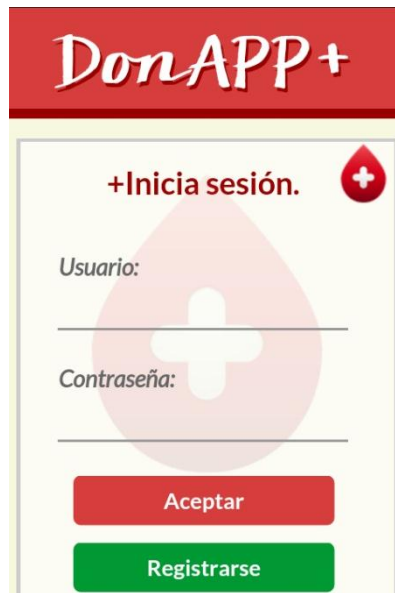 DonAPP+
+Inicia sesión.
Usuario:
Contraseña:
Aceptar
Registrarse